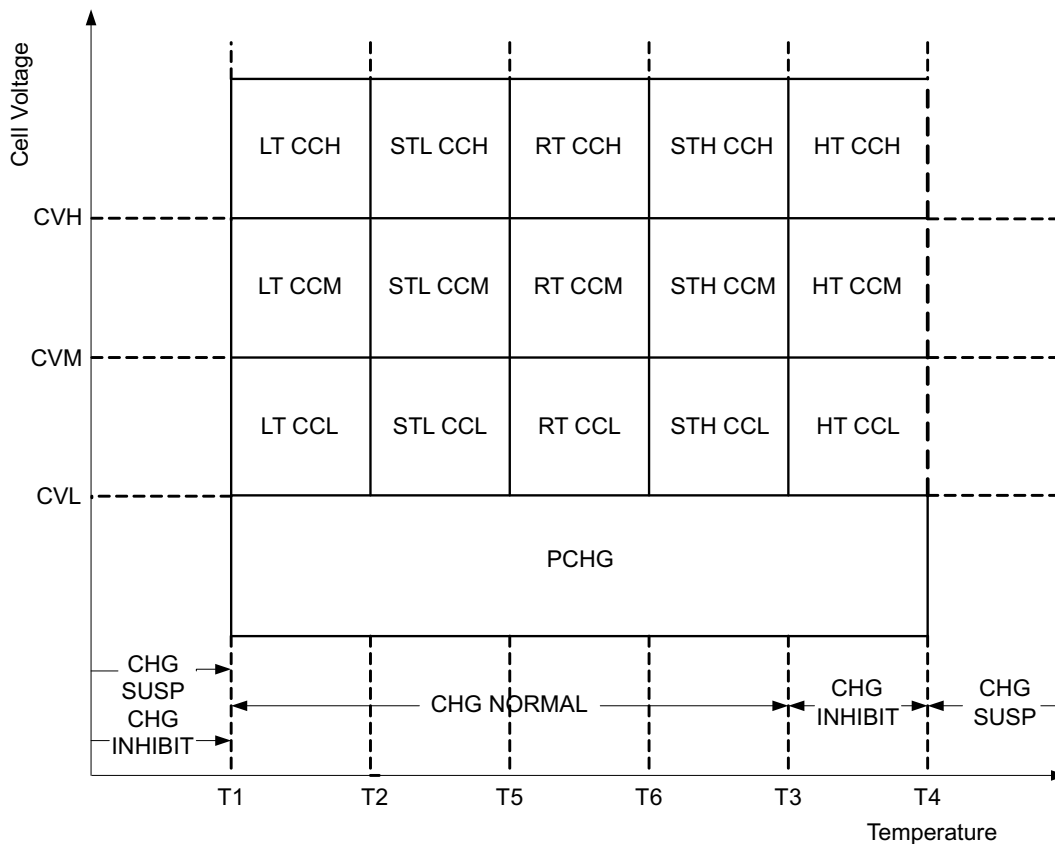 Cell Voltage
LT CCH STL CCH RT CCH STH CCH HT CCH
CVH
LT CCM STL CCM RT CCM STH CCM HT CCM
CVM
LT CCL STL CCL RT CCL STH CCL HT CCL
CVL
PCHG
CHG
SUSP
CHG
INHIBIT
CHG NORMAL
CHG
INHIBIT
CHG
SUSP
T1 T2 T5 T6 T3 T4
Temperature